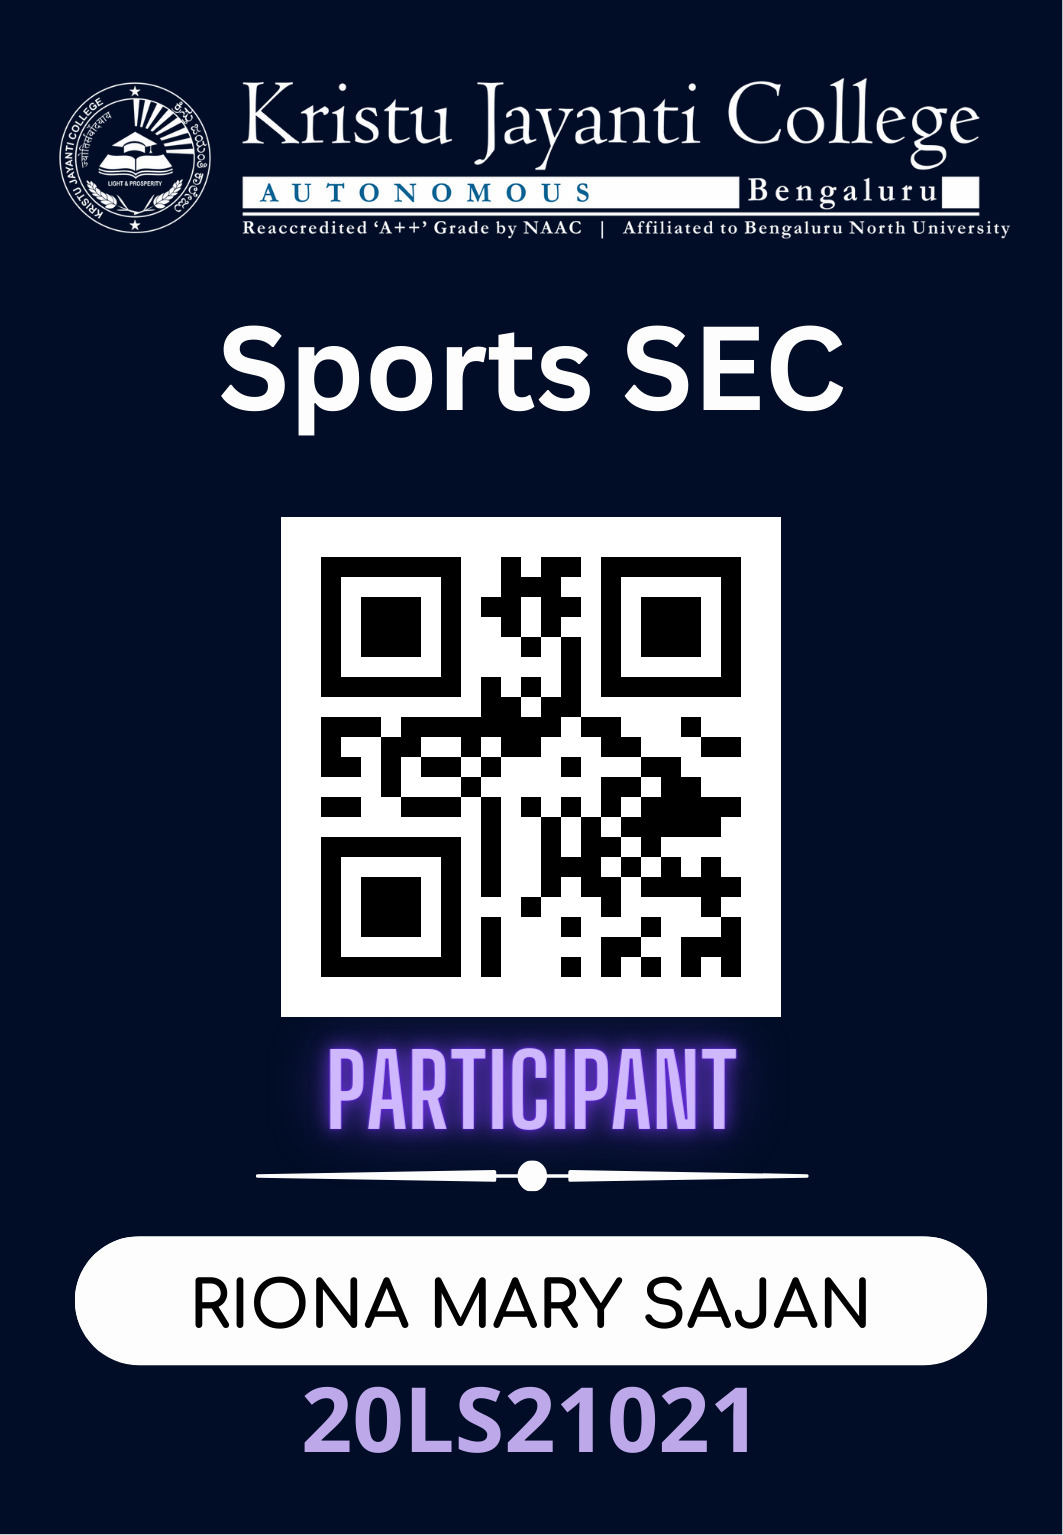 KRISTU JAYANTI COLLEGE
ಕ್ರಿಸ್ತು ಜಯಂತಿ ಕಾಲೇಜು
LIGHT & PROSPERITY
Kristu Jayanti College
AUTONOMOUS Bengaluru
Reaccredited ‘A++’ Grade by NAAC | Affiliated to Bengaluru North University
Sports SEC
PARTICIPANT
RIONA MARY SAJAN
20LS21021